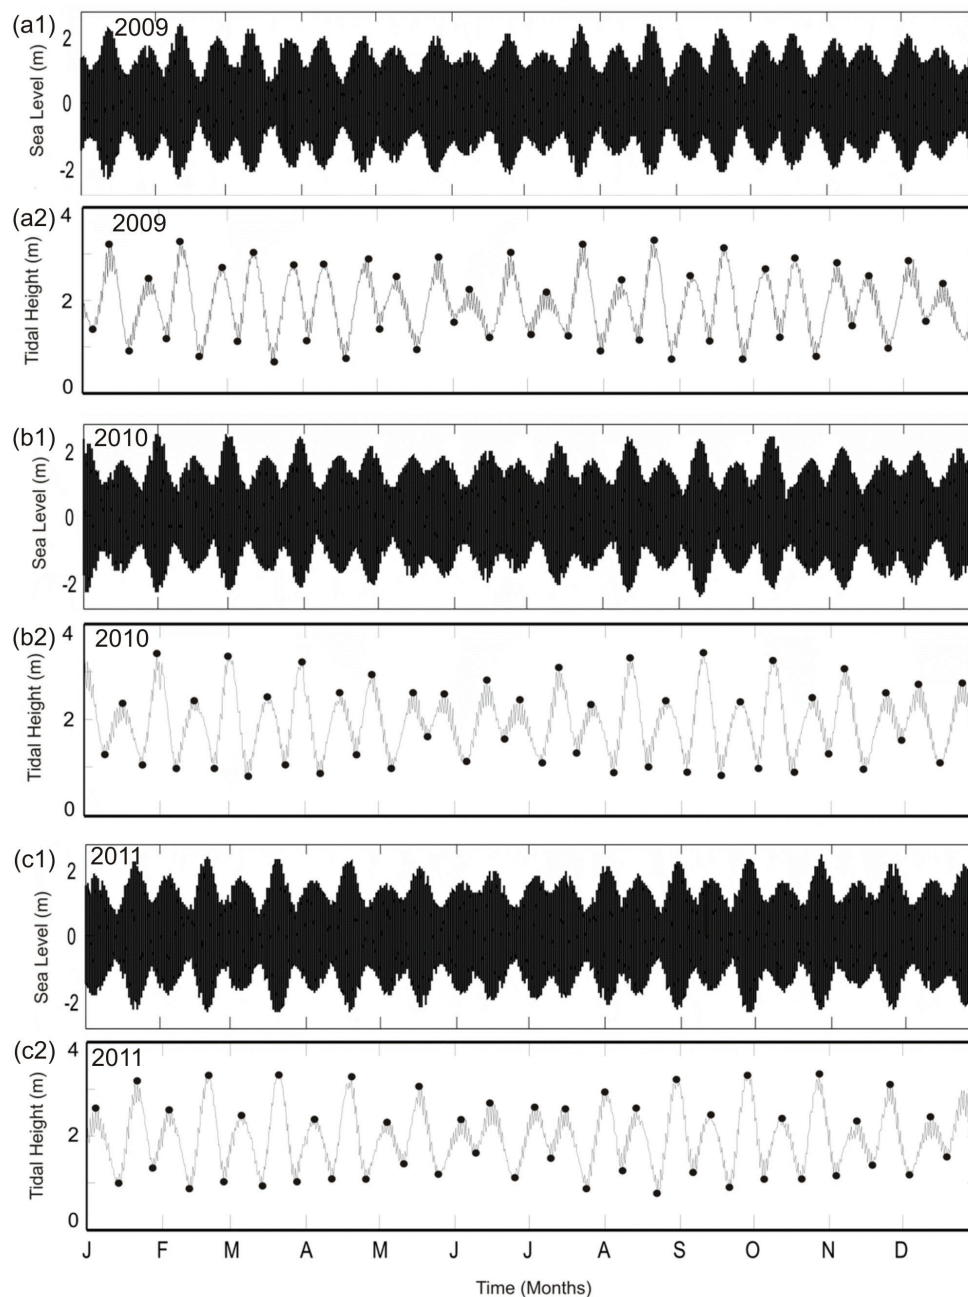 (a1) 2009
2
0
-2
Sea Level (m)
(a2) 2009
4
2
0
Tidal Height (m)
(b1) 2010
2
0
-2
Sea Level (m)
(b2) 2010
4
2
0
Tidal Height (m)
(c1) 2011
2
0
-2
Sea Level (m)
(c2) 2011
4
2
0
Tidal Height (m)
J F M A M J J A S O N D
Time (Months)